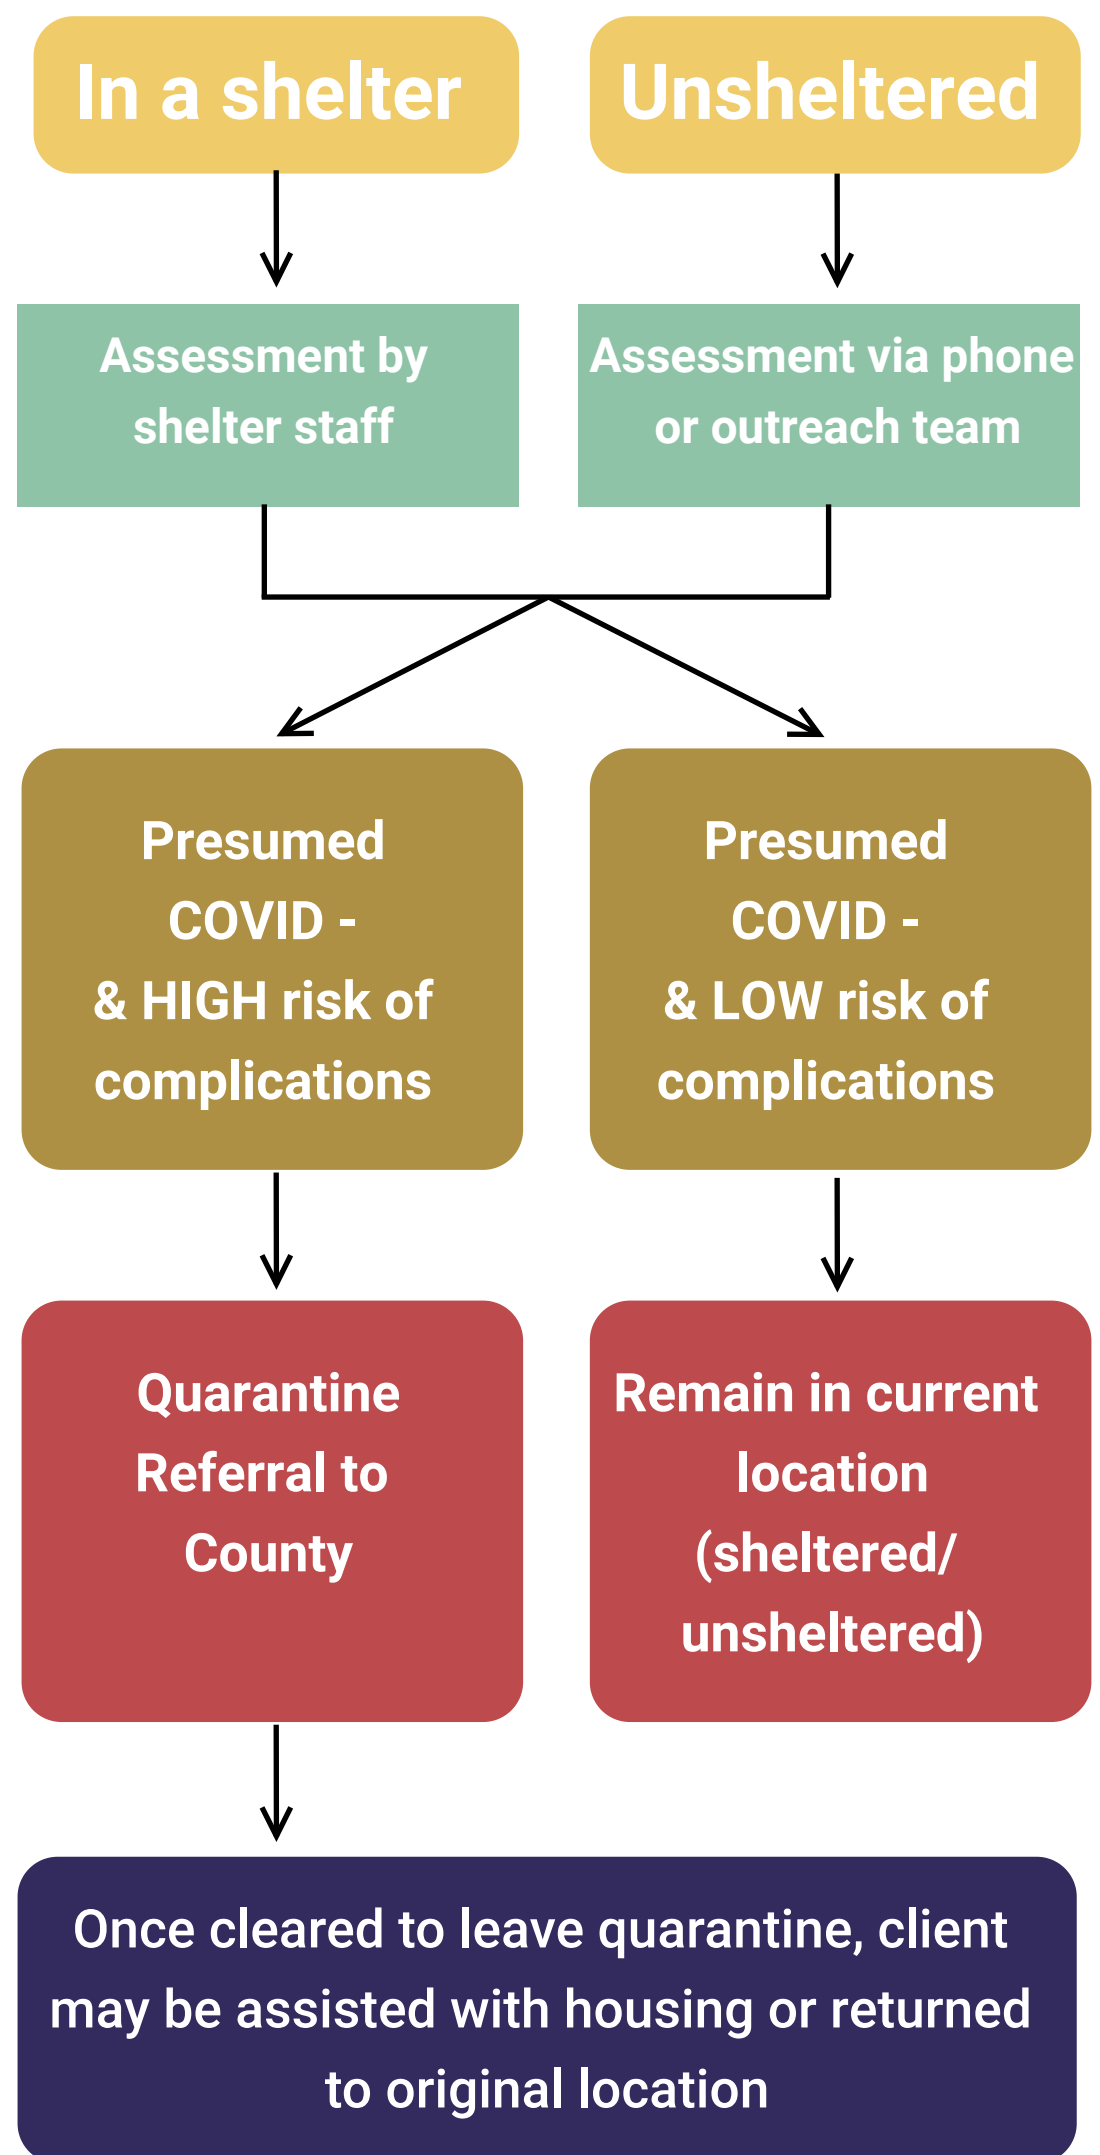 In a shelter
Unsheltered
Assessment by
shelter staff
Assessment via phone
or outreach team
Presumed
COVID -
& HIGH risk of
complications
Presumed
COVID -
& LOW risk of
complications
Quarantine
Referral to
County
Remain in current
location
(sheltered/
unsheltered)
Once cleared to leave quarantine, client
may be assisted with housing or returned
to original location